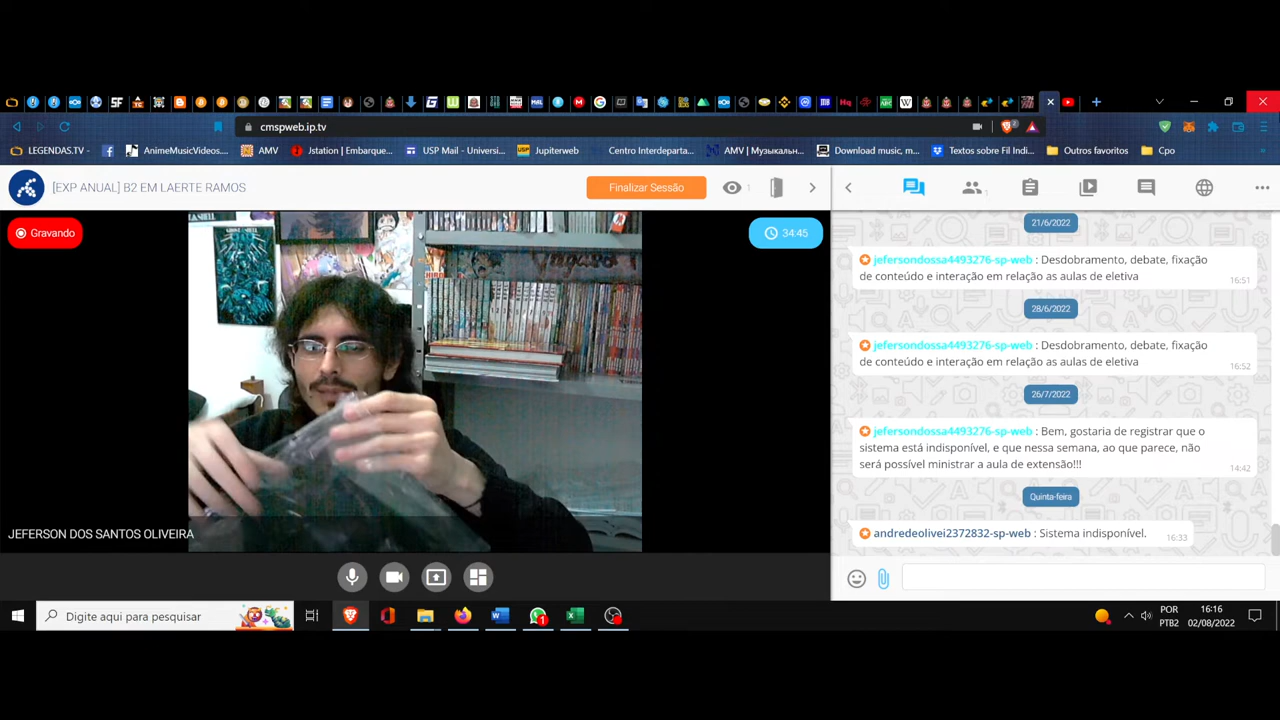 cmspweb.ip.tv
LEGENDAS.TV - AnimeMusicVideos... AMV Jstation | Embarque... USP Mail - Universi... Jupiterweb Centro Interdeparta... AMV | Музыкальн... Download music, m... Textos sobre Fil Indi... Outros favoritos Cpo
[EXP ANUAL] B2 EM LAERTE RAMOS
Finalizar Sessão
1
1
Gravando
34:45
JEFERSON DOS SANTOS OLIVEIRA
21/6/2022
jefersondossa4493276-sp-web : Desdobramento, debate, fixação
de conteúdo e interação em relação as aulas de eletiva
16:51
28/6/2022
jefersondossa4493276-sp-web : Desdobramento, debate, fixação
de conteúdo e interação em relação as aulas de eletiva
16:52
26/7/2022
jefersondossa4493276-sp-web : Bem, gostaria de registrar que o
sistema está indisponível, e que nessa semana, ao que parece, não
será possível ministrar a aula de extensão!!!
14:42
Quinta-feira
andredeolivei2372832-sp-web : Sistema indisponível.
16:33
Digite aqui para pesquisar
POR
PTB2
16:16
02/08/2022